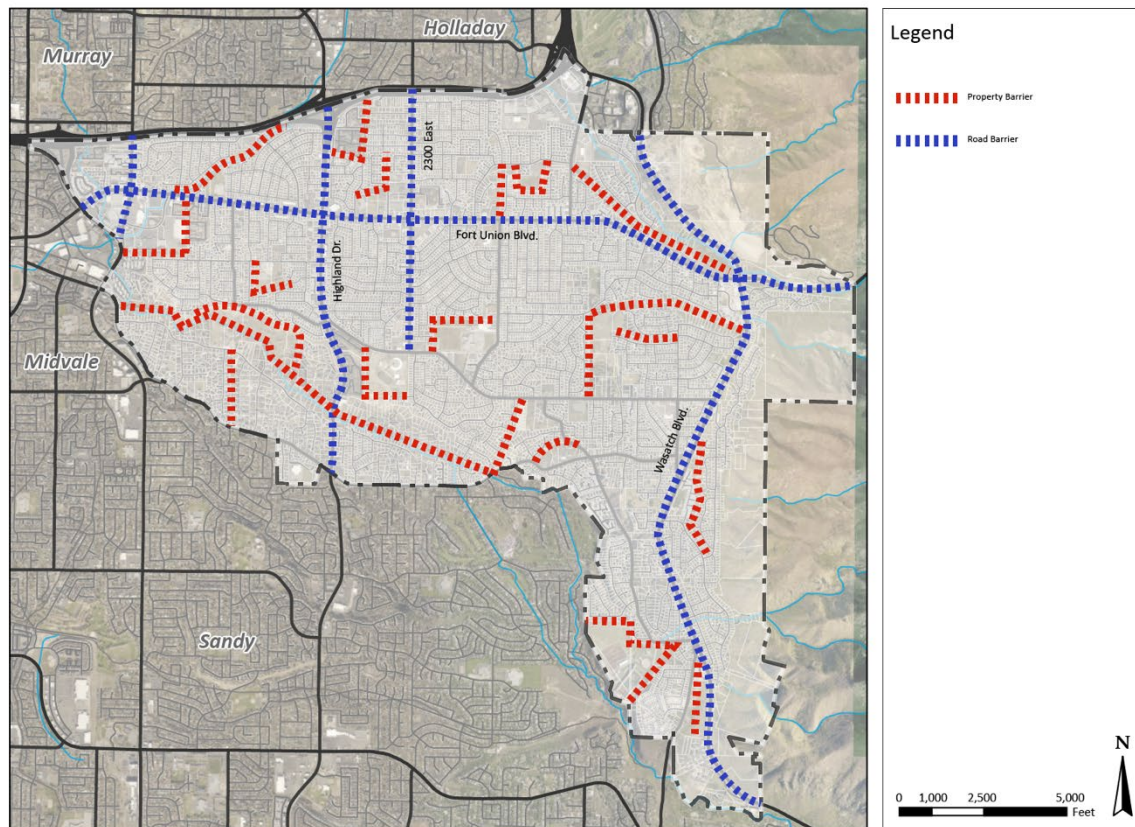 Holladay
Murray
2300 East
Fort Union Blvd.
Highland Dr.
Midvale
Wasatch Blvd.
Sandy
Legend
Property Barrier
Road Barrier
N
0 1,000 2,500 5,000
Feet